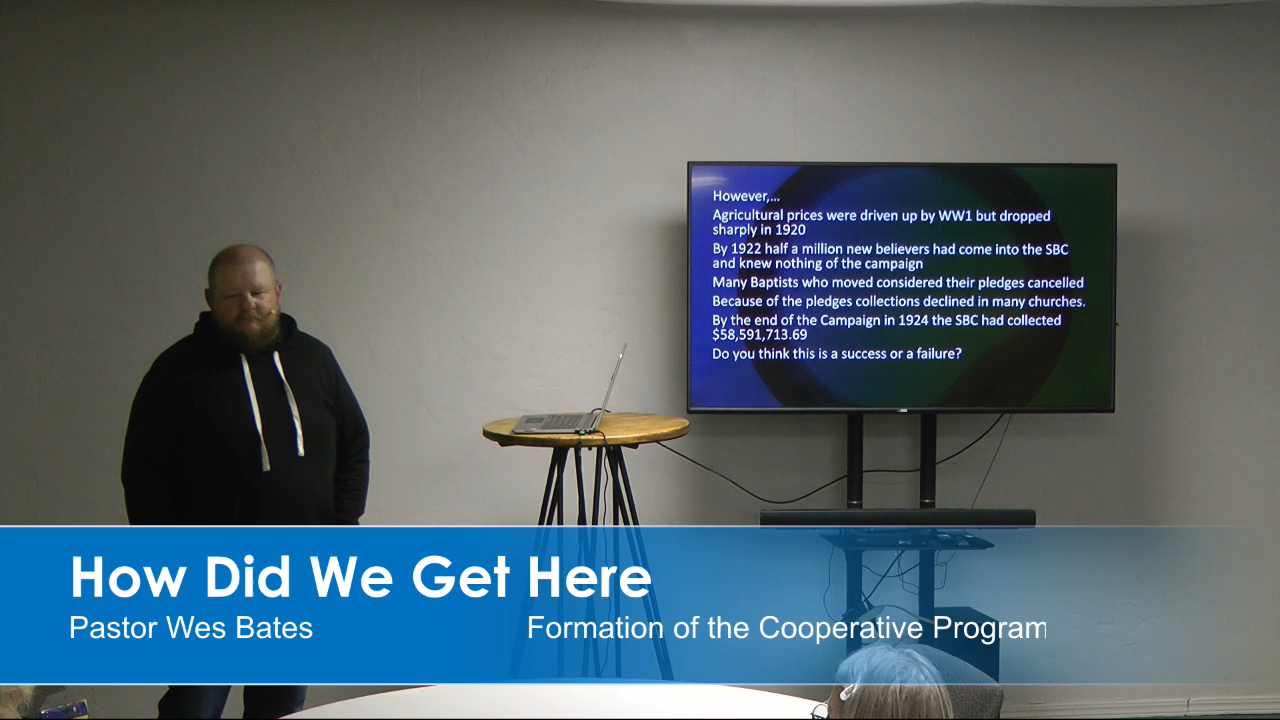 However,...
Agricultural prices were driven up by WW1 but dropped
sharply in 1920
By 1922 half a million new believers had come into the SBC
and knew nothing of the campaign
Many Baptists who moved considered their pledges cancelled
Because of the pledges collections declined in many churches.
By the end of the Campaign in 1924 the SBC had collected
$58,591,713.69
Do you think this is a success or a failure?
How Did We Get Here
Pastor Wes Bates
Formation of the Cooperative Program